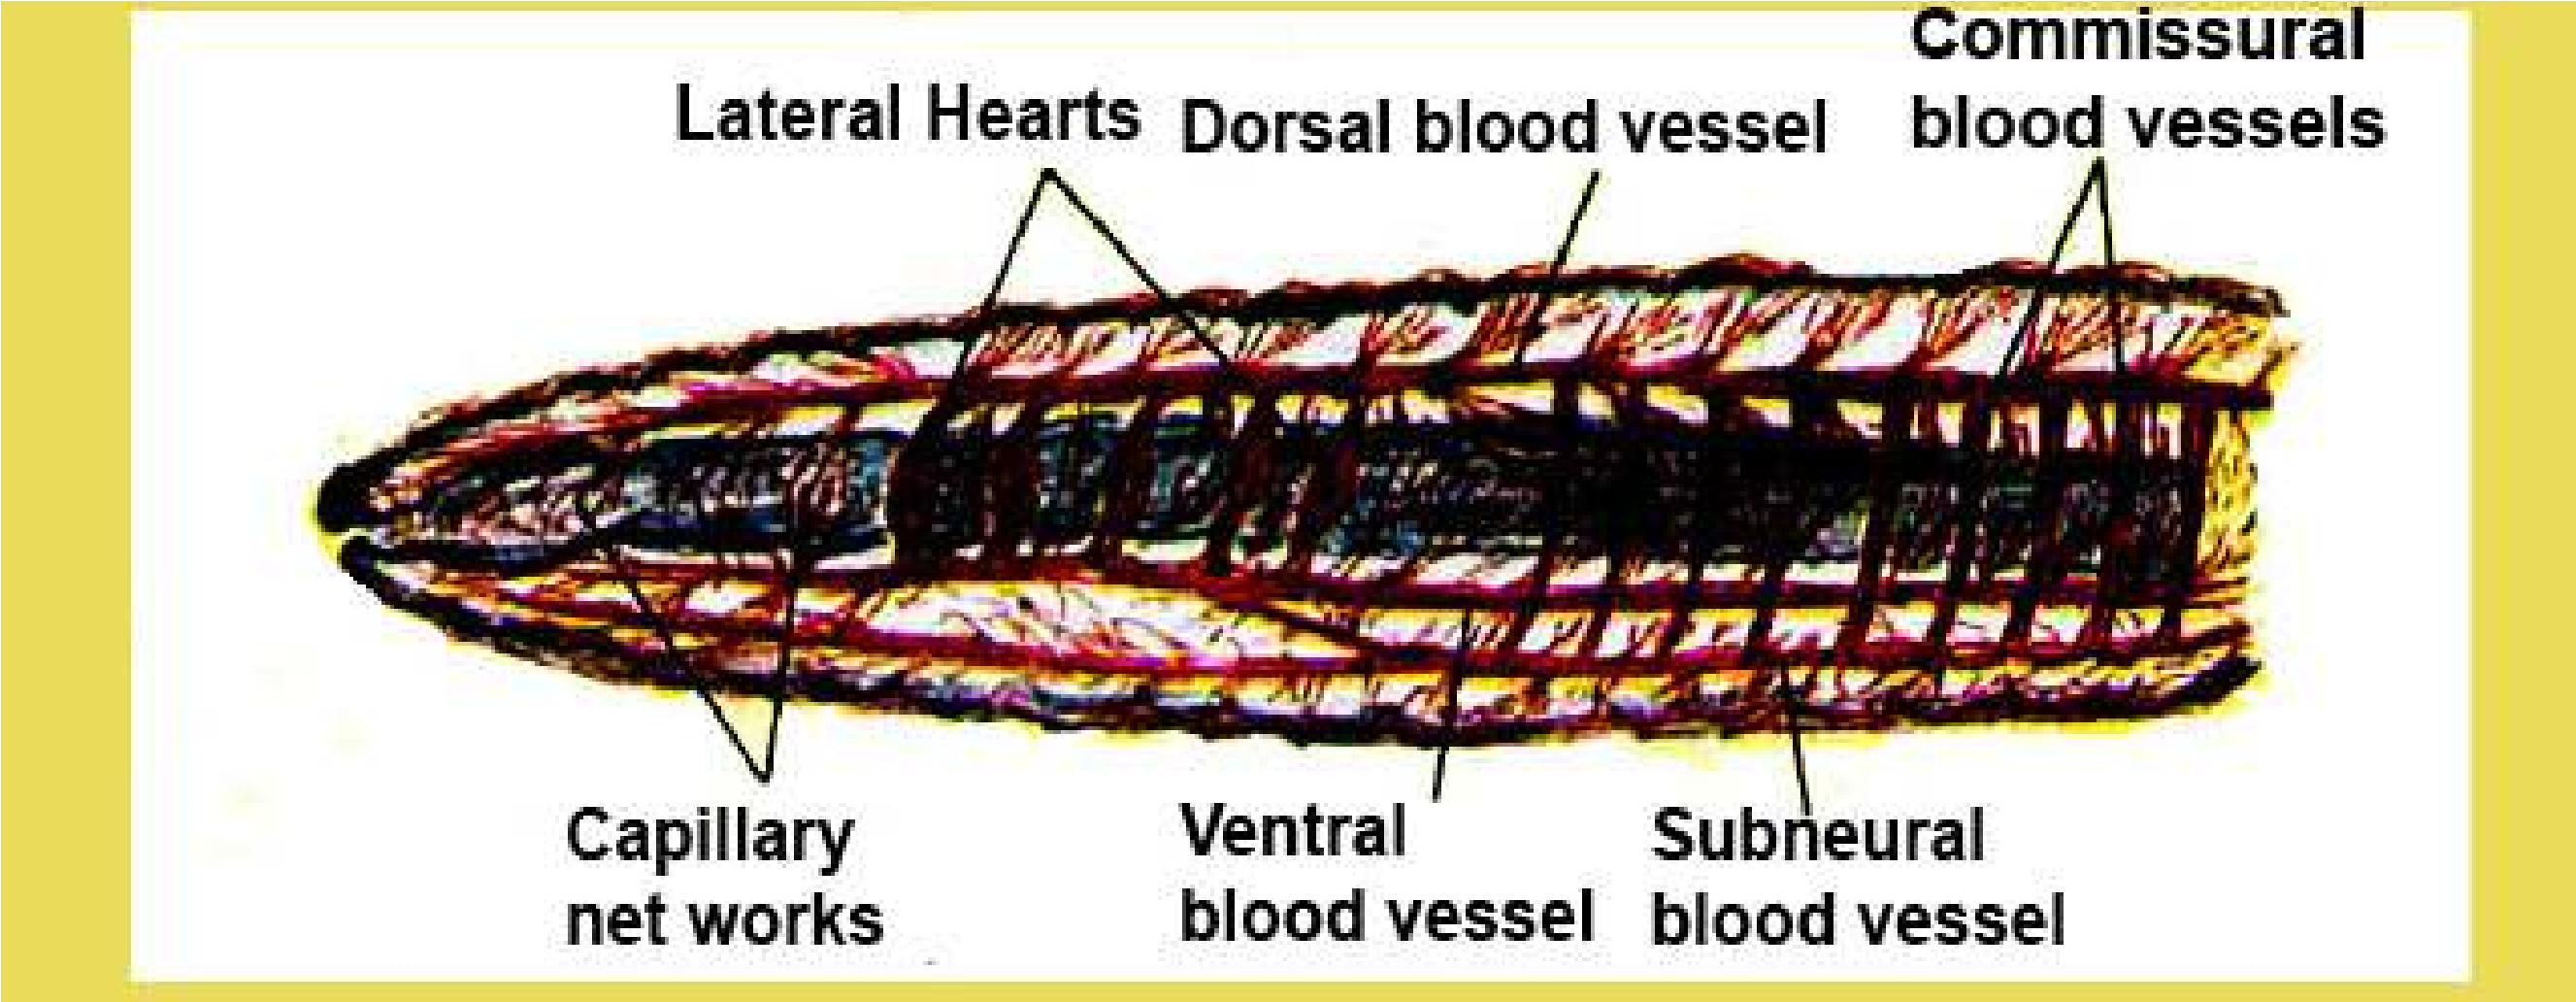 Commissural
blood vessels
Lateral Hearts
Dorsal blood vessel
Capillary
net works
Ventral
blood vessel
Subneural
blood vessel